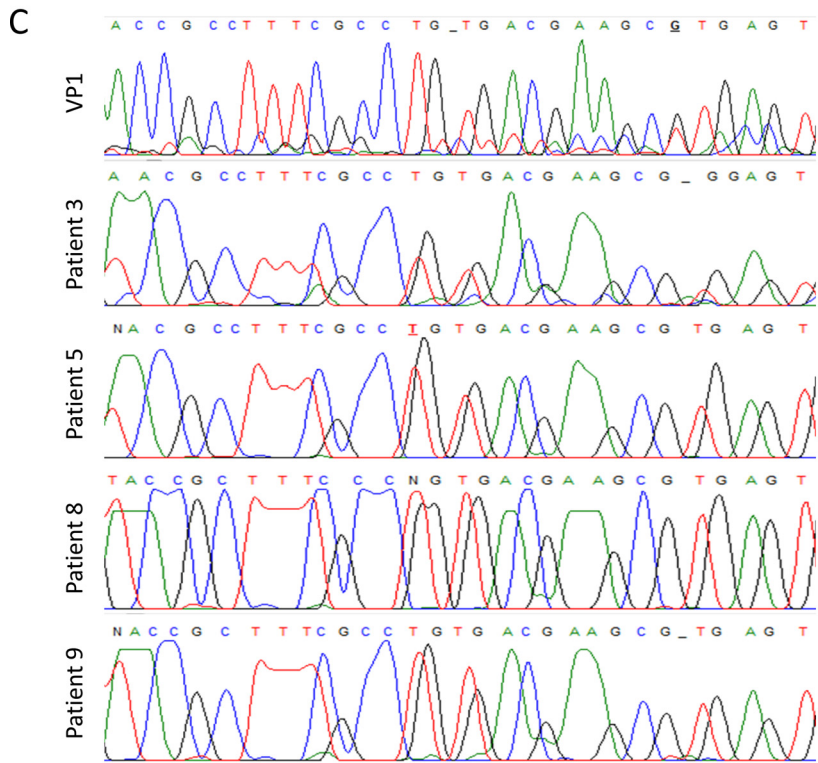 C
VP1
A C C G C C T T T C G C C T G _ T G A C G A A G C G T G A G T
Patient 3
A A C G C C T T T C G C C T G T G A C G A A G C G _ G G A G T
Patient 5
N A C G C C T T T C G C C T G T G A C G A A G C G T G A G T
Patient 8
T A C C G C T T T C C C N G T G A C G A A G C G T G A G T
Patient 9
N A C C G C T T T C G C C T G T G A C G A A G C G _ T G A G T